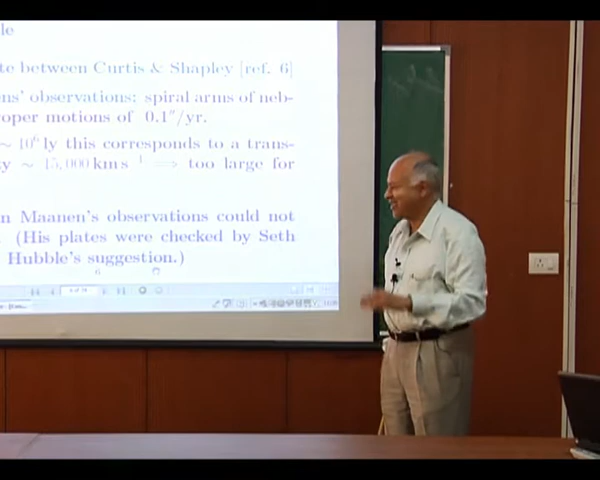 le
te between Curtis & Shapley [ref. 6]
ns' observations: spiral arms of neb-
roper motions of 0.1″/yr.
~ 10⁶ ly this corresponds to a trans-
y ~ 15,000 km s⁻¹ ⟹ too large for
n Maanen's observations could not
. (His plates were checked by Seth
Hubble's suggestion.)
6